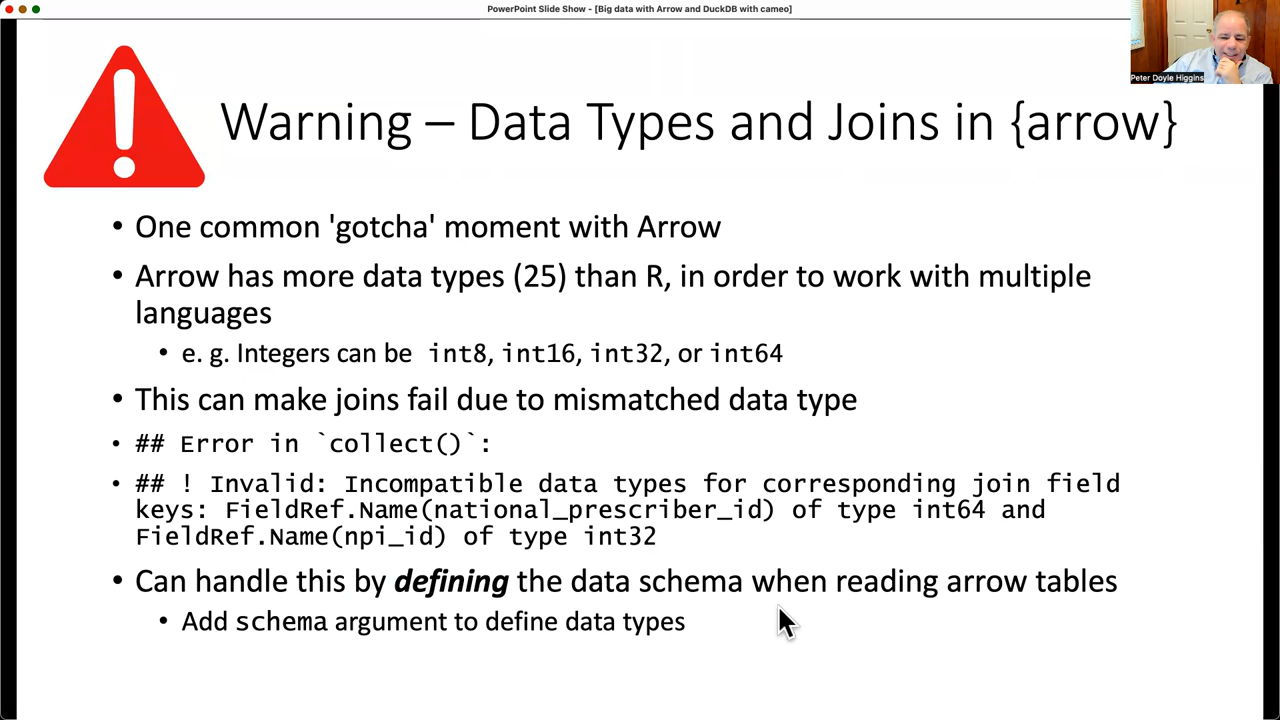 PowerPoint Slide Show - [Big data with Arrow and DuckDB with cameo]
Peter Doyle Higgins
Warning – Data Types and Joins in {arrow}
• One common 'gotcha' moment with Arrow
• Arrow has more data types (25) than R, in order to work with multiple
languages
• e. g. Integers can be int8, int16, int32, or int64
• This can make joins fail due to mismatched data type
• ## Error in `collect()`:
• ## ! Invalid: Incompatible data types for corresponding join field
keys: FieldRef.Name(national_prescriber_id) of type int64 and
FieldRef.Name(npi_id) of type int32
• Can handle this by defining the data schema when reading arrow tables
• Add schema argument to define data types